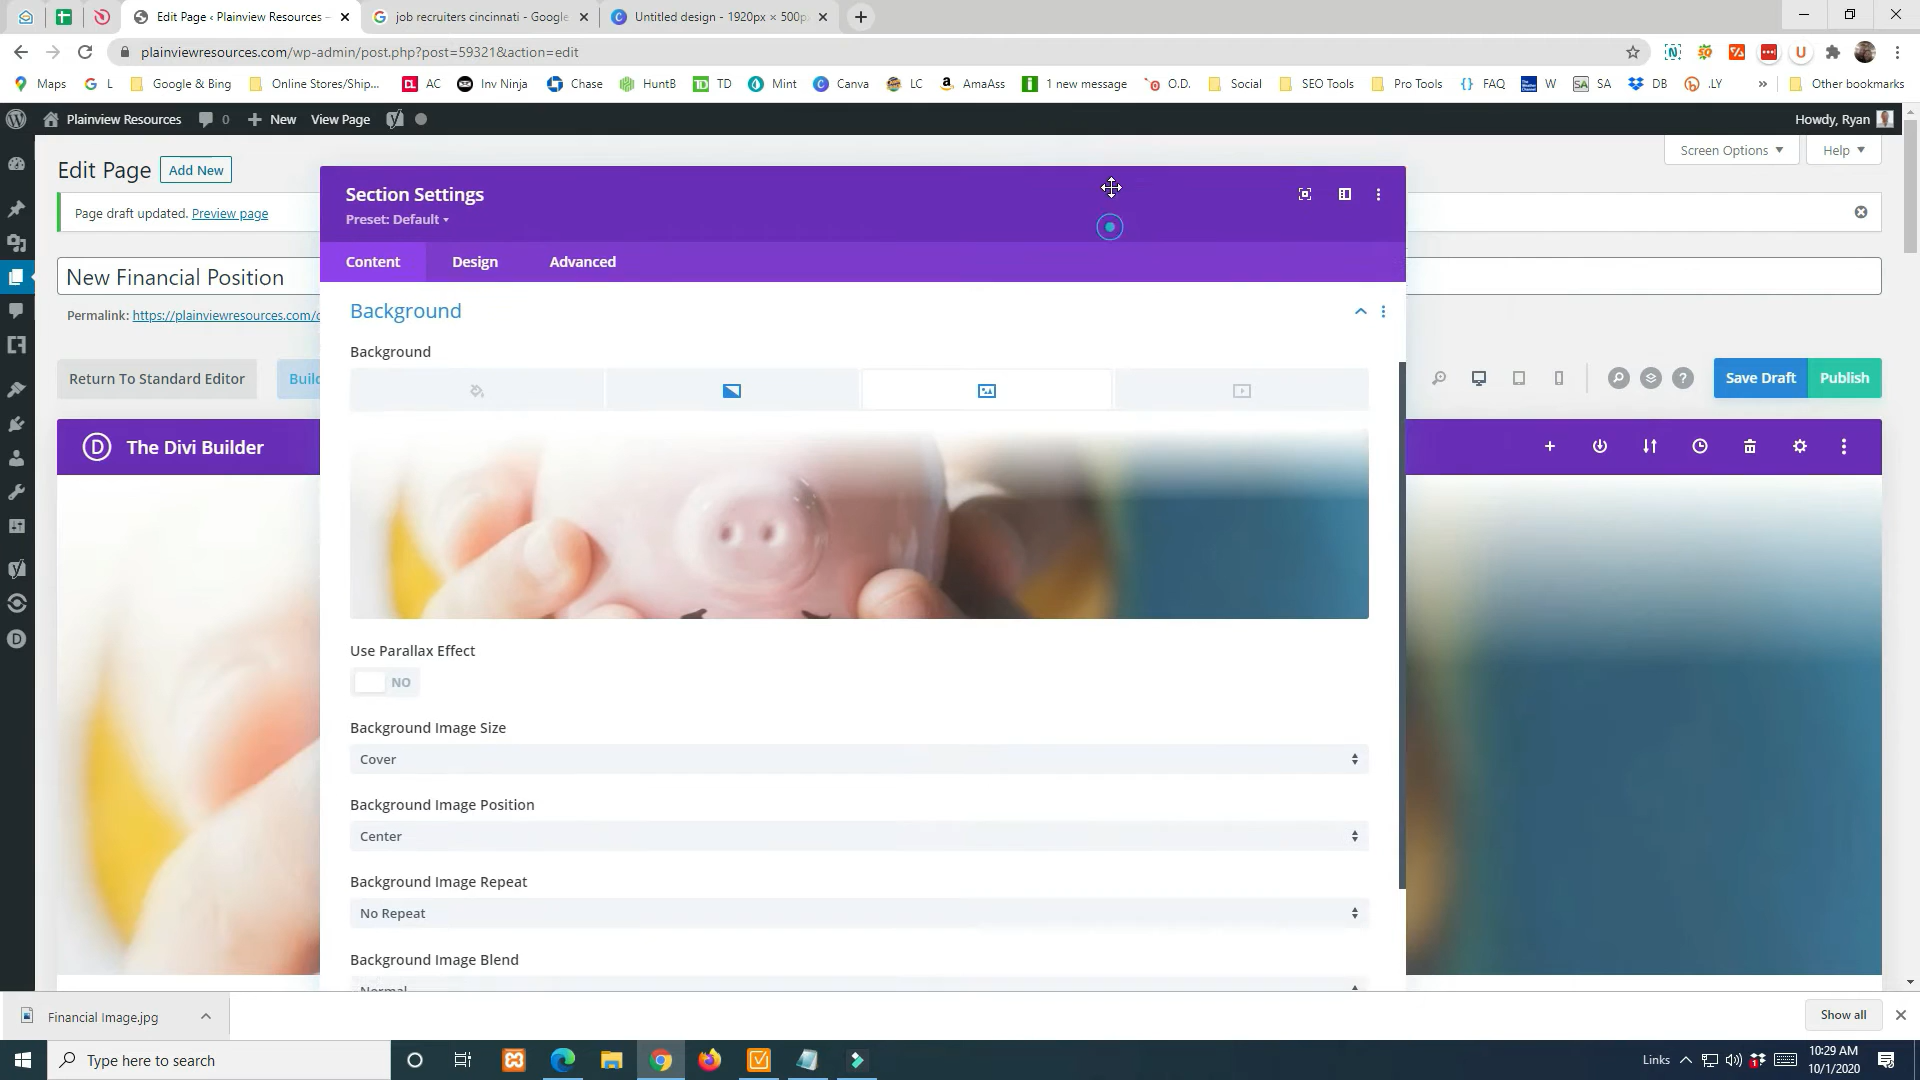 Edit Page ‹ Plainview Resources –
job recruiters cincinnati - Google
Untitled design - 1920px × 500p
plainviewresources.com/wp-admin/post.php?post=59321&action=edit
Maps
G L
Google & Bing
Online Stores/Ship...
AC
Inv Ninja
Chase
HuntB
TD
Mint
Canva
LC
AmaAss
1 new message
O.D.
Social
SEO Tools
Pro Tools
FAQ
W
SA
DB
.LY
»
Other bookmarks
Plainview Resources
0
New
View Page
Howdy, Ryan
Edit Page
Add New
Screen Options
Help
Page draft updated. Preview page
New Financial Position
Permalink: https://plainviewresources.com/
Return To Standard Editor
Build
Save Draft
Publish
The Divi Builder
Section Settings
Preset: Default
Content
Design
Advanced
Background
Background
Use Parallax Effect
NO
Background Image Size
Cover
Background Image Position
Center
Background Image Repeat
No Repeat
Background Image Blend
Normal
Financial Image.jpg
Show all
Type here to search
Links
10:29 AM
10/1/2020